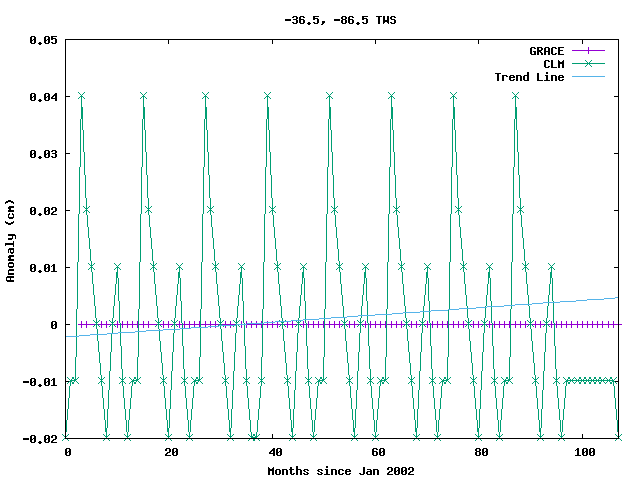 -36.5, -86.5 TWS
GRACE
CLM
Trend Line
0.05
0.04
0.03
0.02
0.01
0
-0.01
-0.02
Anomaly (cm)
0 20 40 60 80 100
Months since Jan 2002